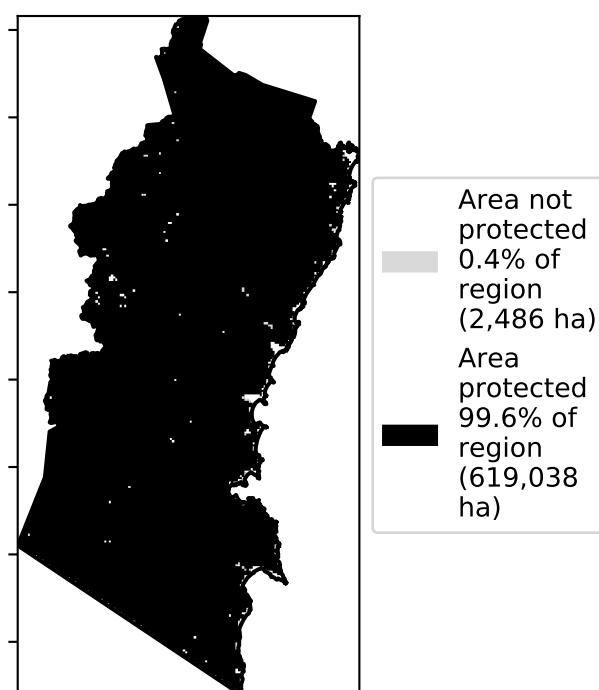 Area not
protected
0.4% of
region
(2,486 ha)
Area
protected
99.6% of
region
(619,038
ha)